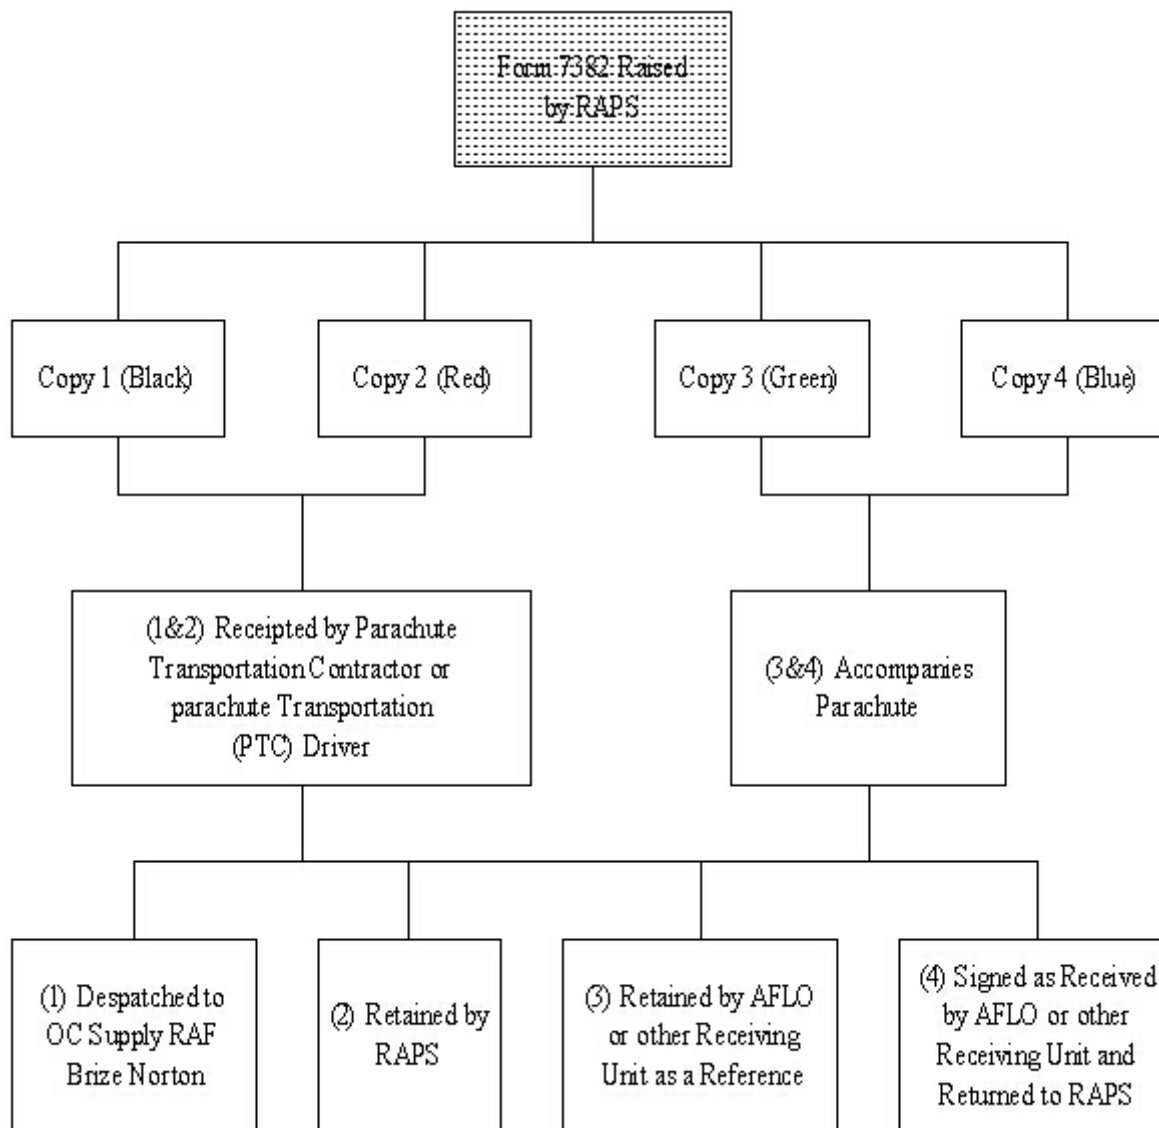 Form 7382 Raised
by RAPS
Copy 1 (Black)
Copy 2 (Red)
Copy 3 (Green)
Copy 4 (Blue)
(1&2) Receipted by Parachute
Transportation Contractor or
parachute Transportation
(PTC) Driver
(3&4) Accompanies
Parachute
(1) Despatched to
OC Supply RAF
Brize Norton
(2) Retained by
RAPS
(3) Retained by AFLO
or other Receiving
Unit as a Reference
(4) Signed as Received
by AFLO or other
Receiving Unit and
Returned to RAPS